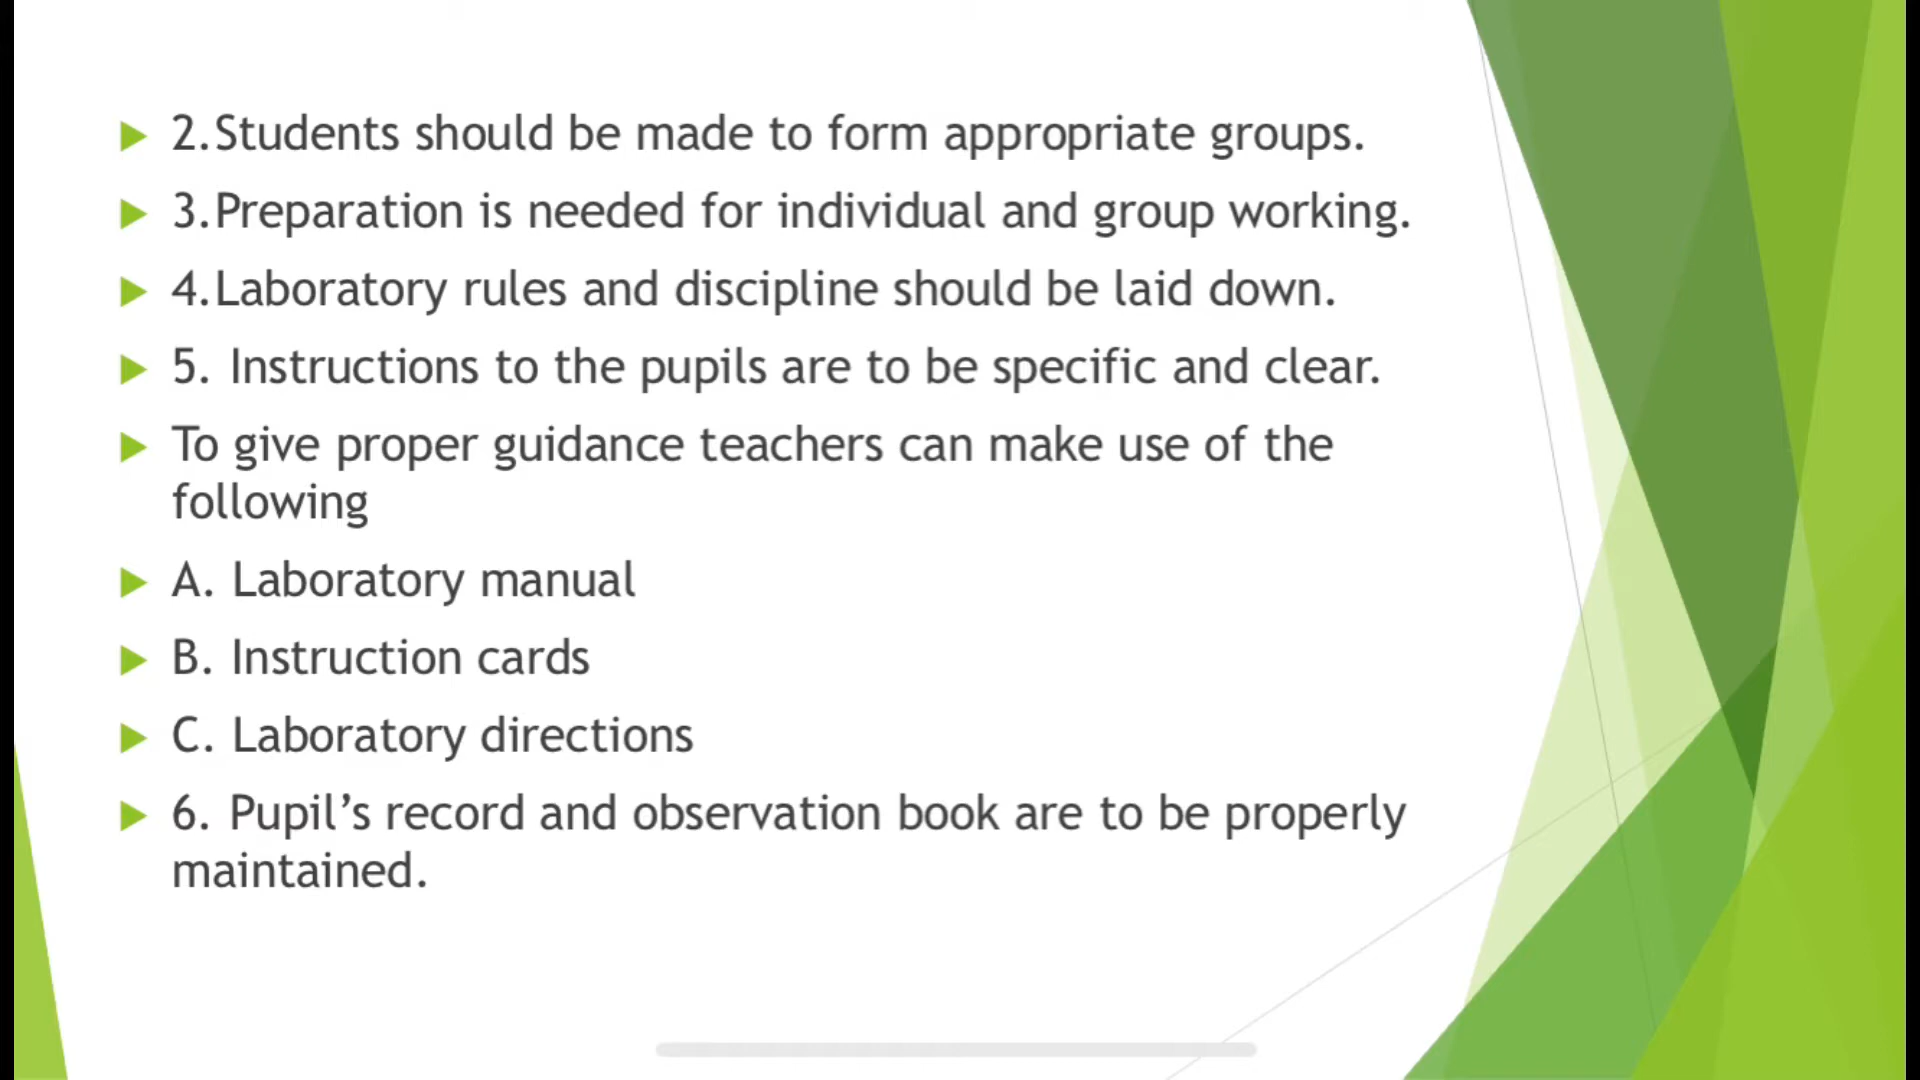 2.Students should be made to form appropriate groups.
3.Preparation is needed for individual and group working.
4.Laboratory rules and discipline should be laid down.
5. Instructions to the pupils are to be specific and clear.
To give proper guidance teachers can make use of the
following
A. Laboratory manual
B. Instruction cards
C. Laboratory directions
6. Pupil’s record and observation book are to be properly
maintained.